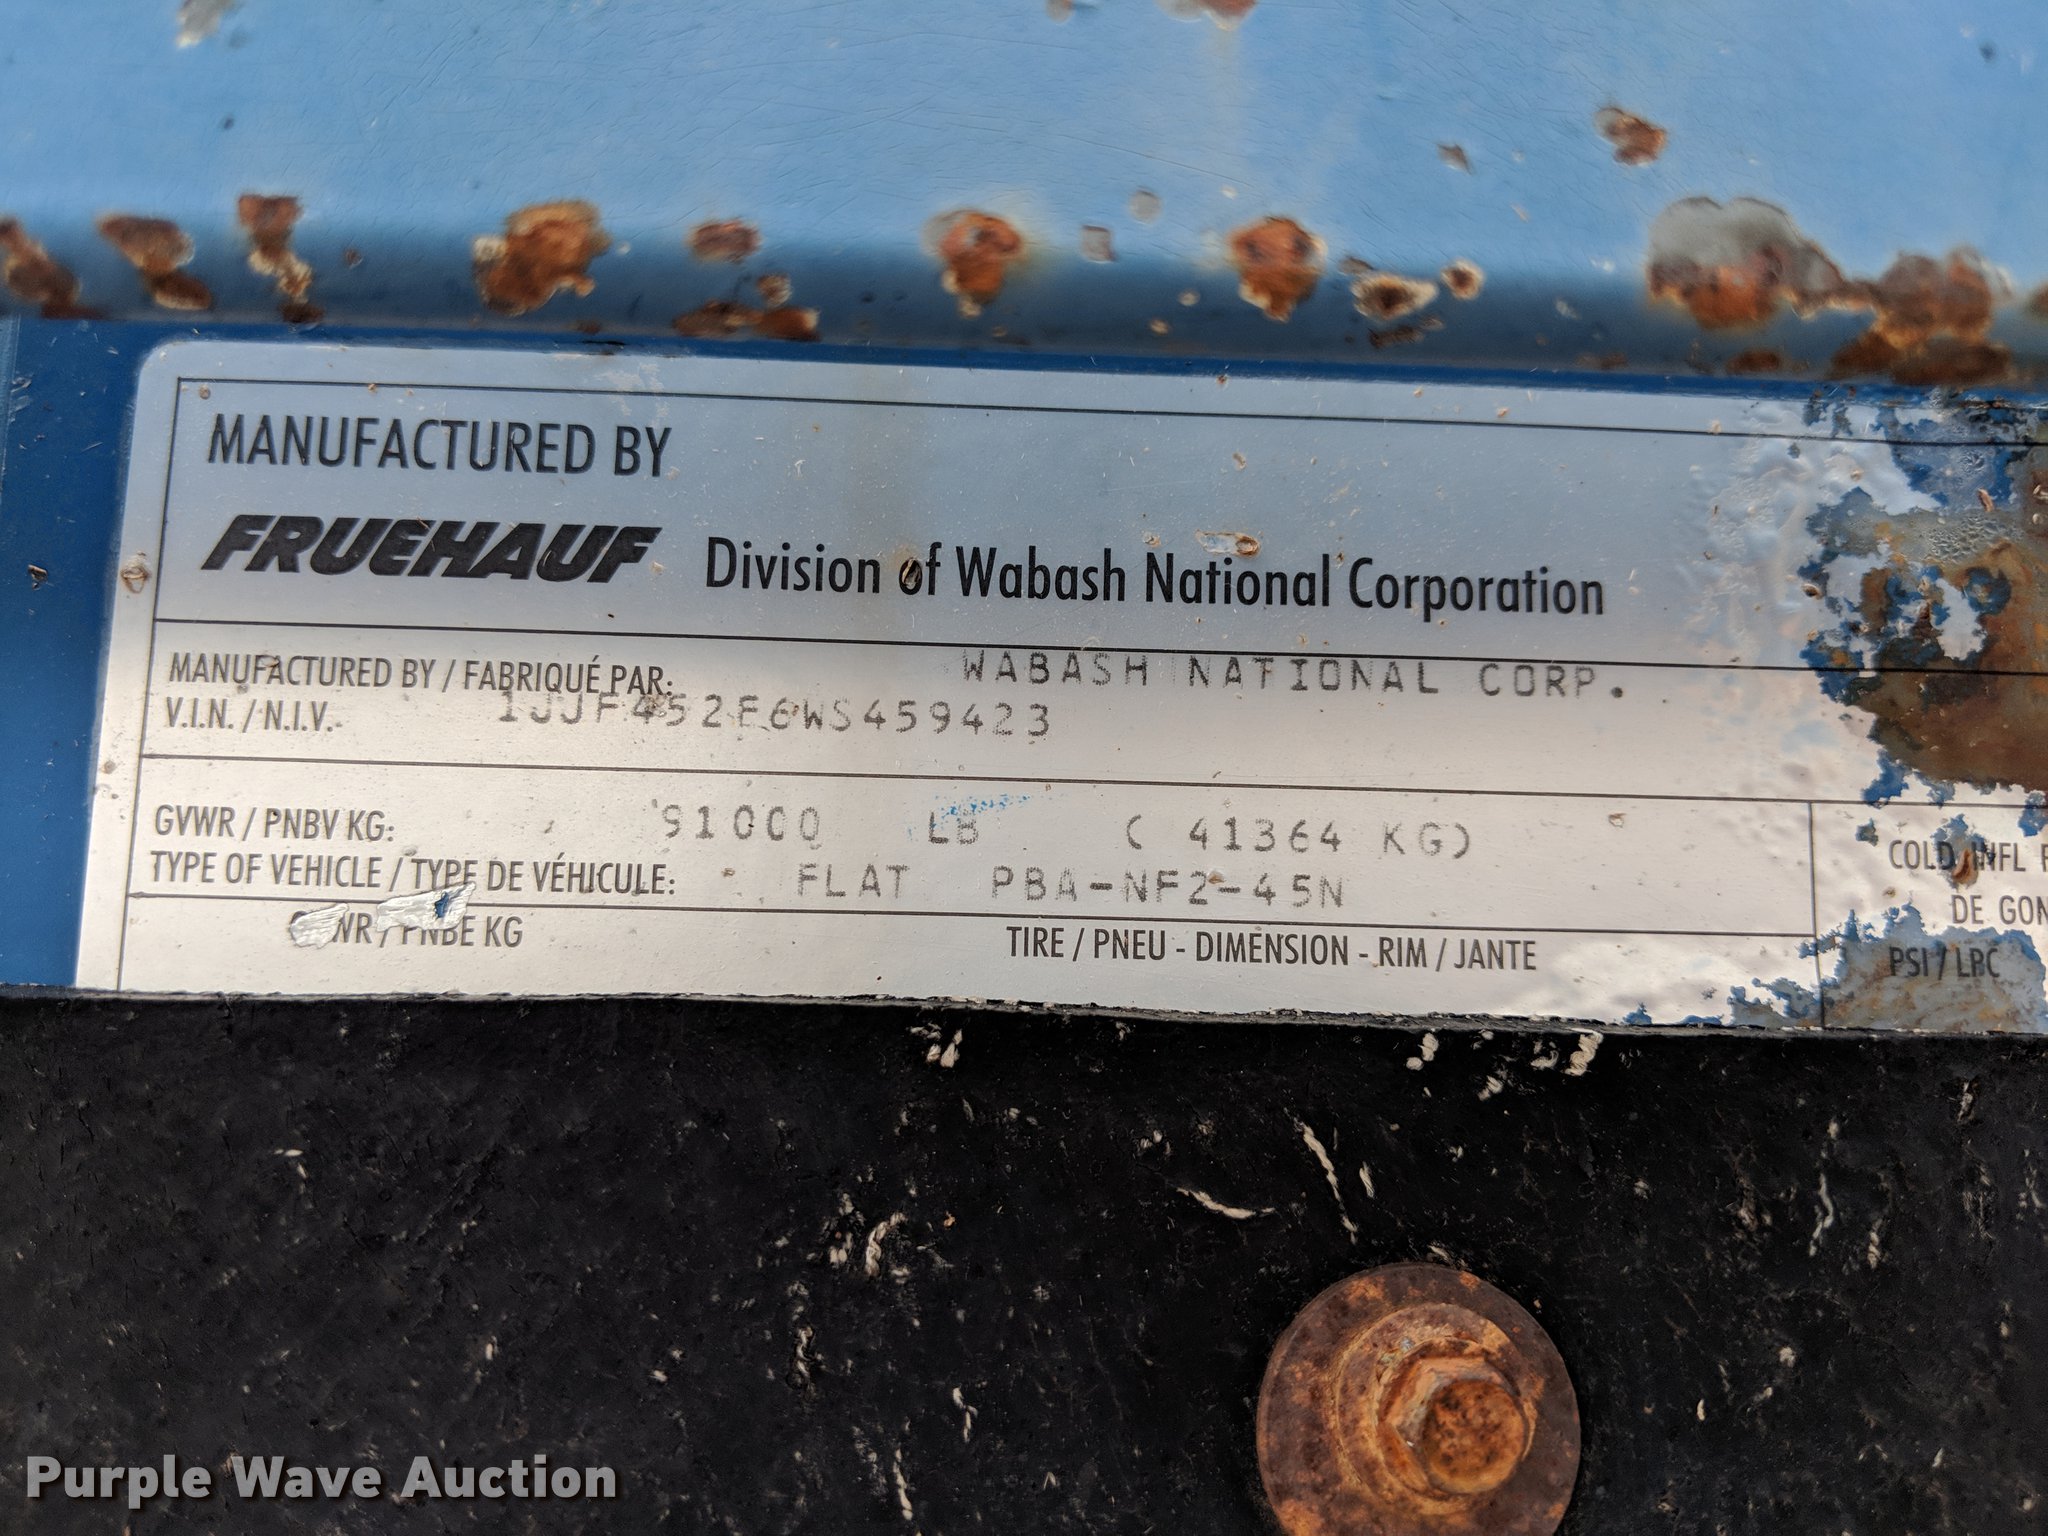 MANUFACTURED BY
FRUEHAUF Division of Wabash National Corporation
MANUFACTURED BY / FABRIQUÉ PAR: WABASH NATIONAL CORP.
V.I.N. / N.I.V. 1JJF452E6WS459423
GVWR / PNBV KG: 91000 LB ( 41364 KG)
TYPE OF VEHICLE / TYPE DE VÉHICULE: FLAT PBA-NF2-45N
COLD INFL
DE GON
WR / PNBE KG TIRE / PNEU - DIMENSION - RIM / JANTE PSI / LPC
Purple Wave Auction